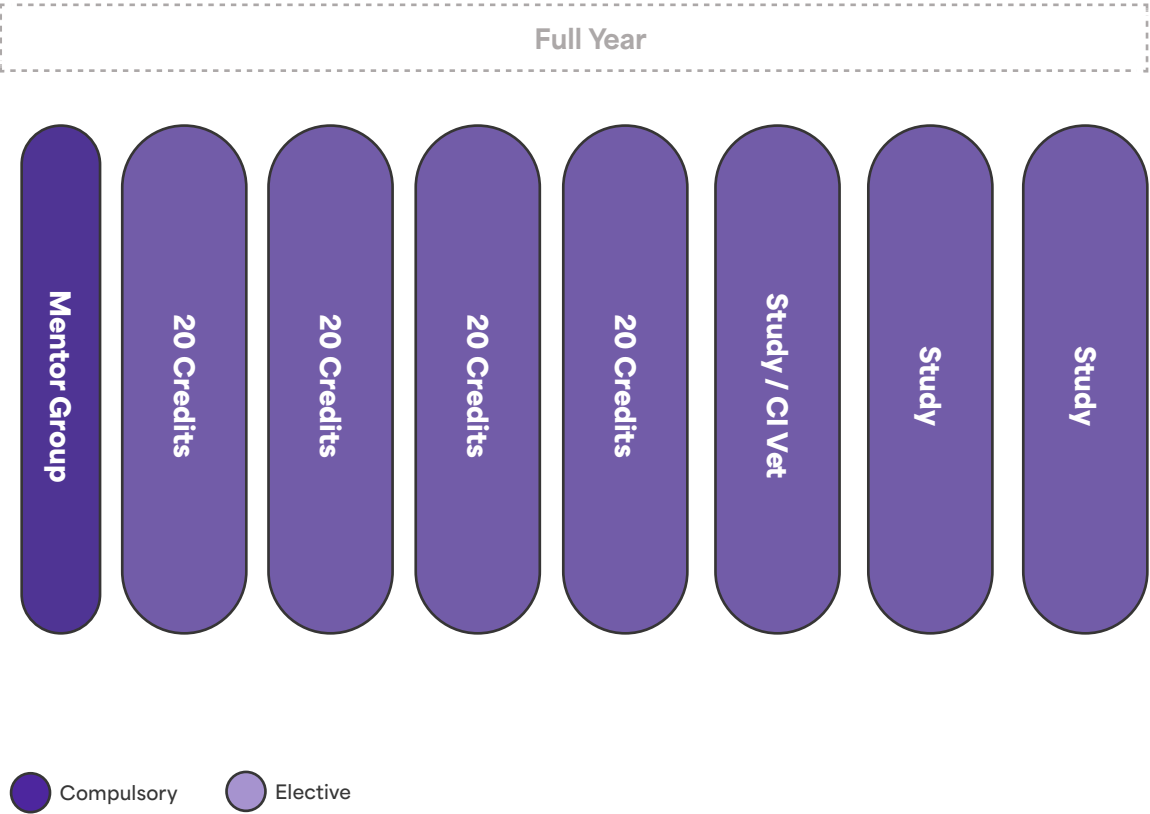 Full Year
Mentor Group
20 Credits
20 Credits
20 Credits
20 Credits
Study / CI Vet
Study
Study
Compulsory
Elective